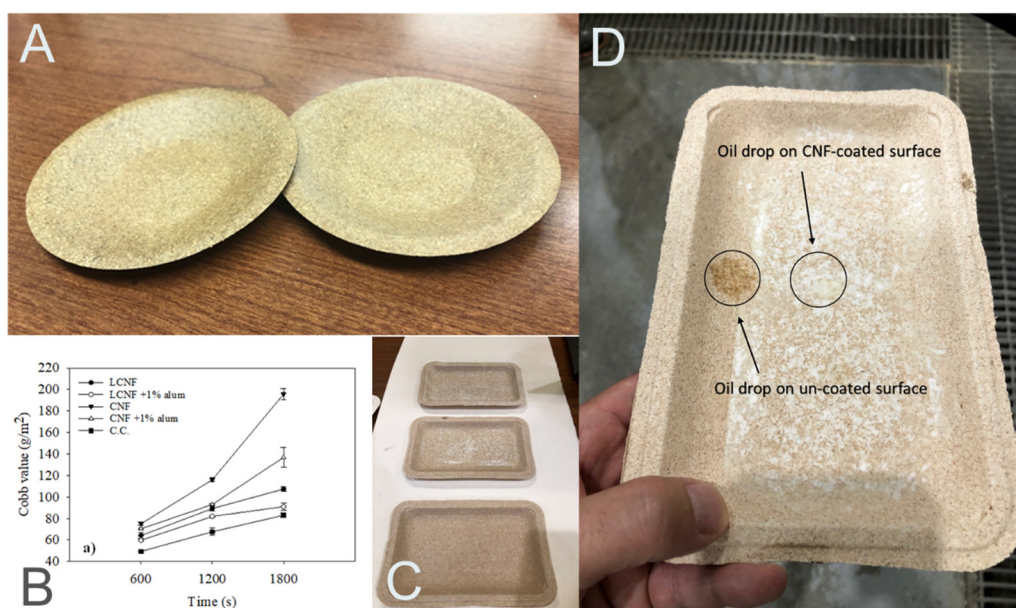 A
D
Oil drop on CNF-coated surface
Oil drop on un-coated surface
220
200
180
160
140
120
100
80
60
40
Cobb value (g/m²)
LCNF
LCNF +1% alum
CNF
CNF +1% alum
C.C.
a)
600 1200 1800
Time (s)
B
C